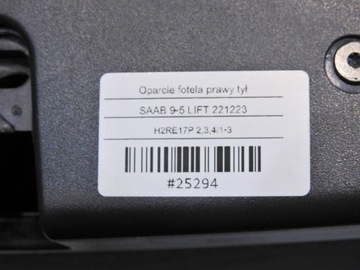 Oparcie fotela prawy tył
SAAB 9-5 LIFT 221223
H2RE17P 2,3,4/1-3
#25294